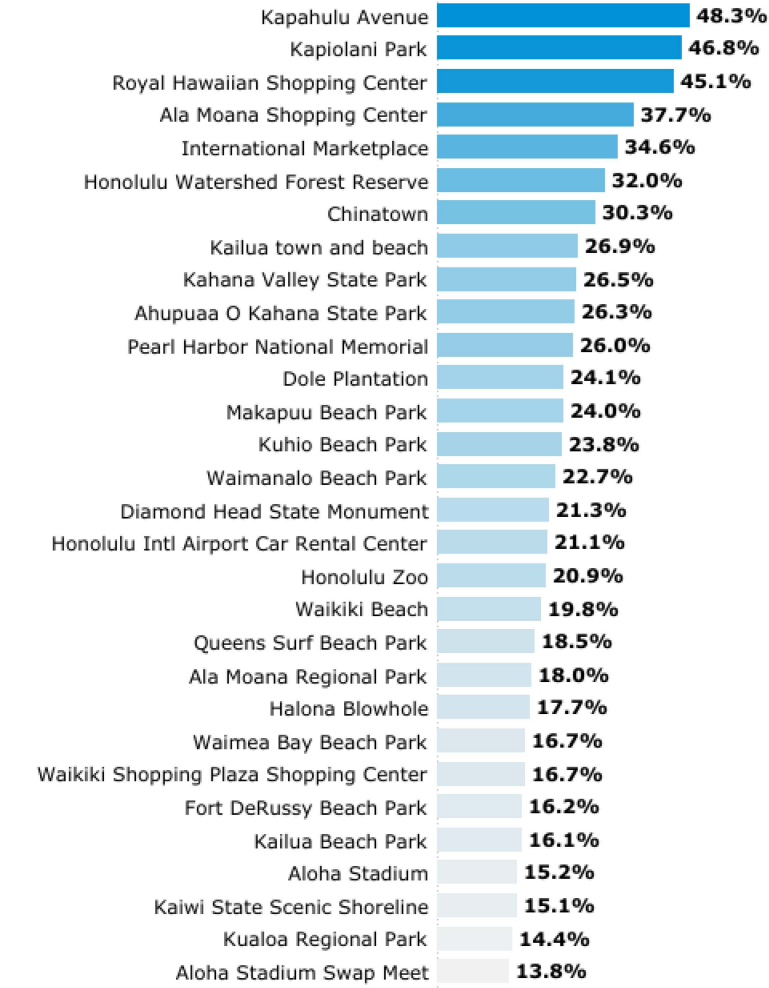 Kapahulu Avenue 48.3%
Kapiolani Park 46.8%
Royal Hawaiian Shopping Center 45.1%
Ala Moana Shopping Center 37.7%
International Marketplace 34.6%
Honolulu Watershed Forest Reserve 32.0%
Chinatown 30.3%
Kailua town and beach 26.9%
Kahana Valley State Park 26.5%
Ahupuaa O Kahana State Park 26.3%
Pearl Harbor National Memorial 26.0%
Dole Plantation 24.1%
Makapuu Beach Park 24.0%
Kuhio Beach Park 23.8%
Waimanalo Beach Park 22.7%
Diamond Head State Monument 21.3%
Honolulu Intl Airport Car Rental Center 21.1%
Honolulu Zoo 20.9%
Waikiki Beach 19.8%
Queens Surf Beach Park 18.5%
Ala Moana Regional Park 18.0%
Halona Blowhole 17.7%
Waimea Bay Beach Park 16.7%
Waikiki Shopping Plaza Shopping Center 16.7%
Fort DeRussy Beach Park 16.2%
Kailua Beach Park 16.1%
Aloha Stadium 15.2%
Kaiwi State Scenic Shoreline 15.1%
Kualoa Regional Park 14.4%
Aloha Stadium Swap Meet 13.8%